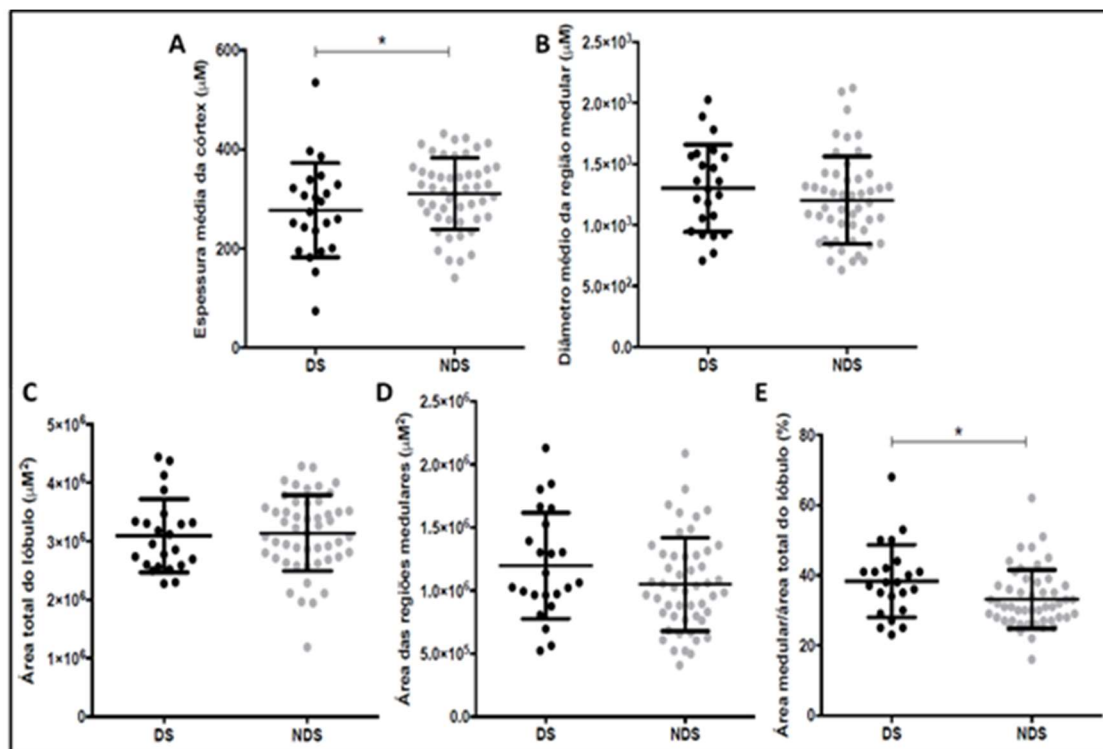 A
Espessura média da córtex (µM)
600
400
200
0
*
DS
NDS
B
Diâmetro médio da região medular (µM)
2.5×10³
2.0×10³
1.5×10³
1.0×10³
5.0×10²
0.0
DS
NDS
C
Área total do lóbulo (µM²)
5×10⁶
4×10⁶
3×10⁶
2×10⁶
1×10⁶
0
DS
NDS
D
Área das regiões medulares (µM²)
2.5×10⁶
2.0×10⁶
1.5×10⁶
1.0×10⁶
5.0×10⁵
0.0
DS
NDS
E
Área medular/área total do lóbulo (%)
80
60
40
20
0
*
DS
NDS